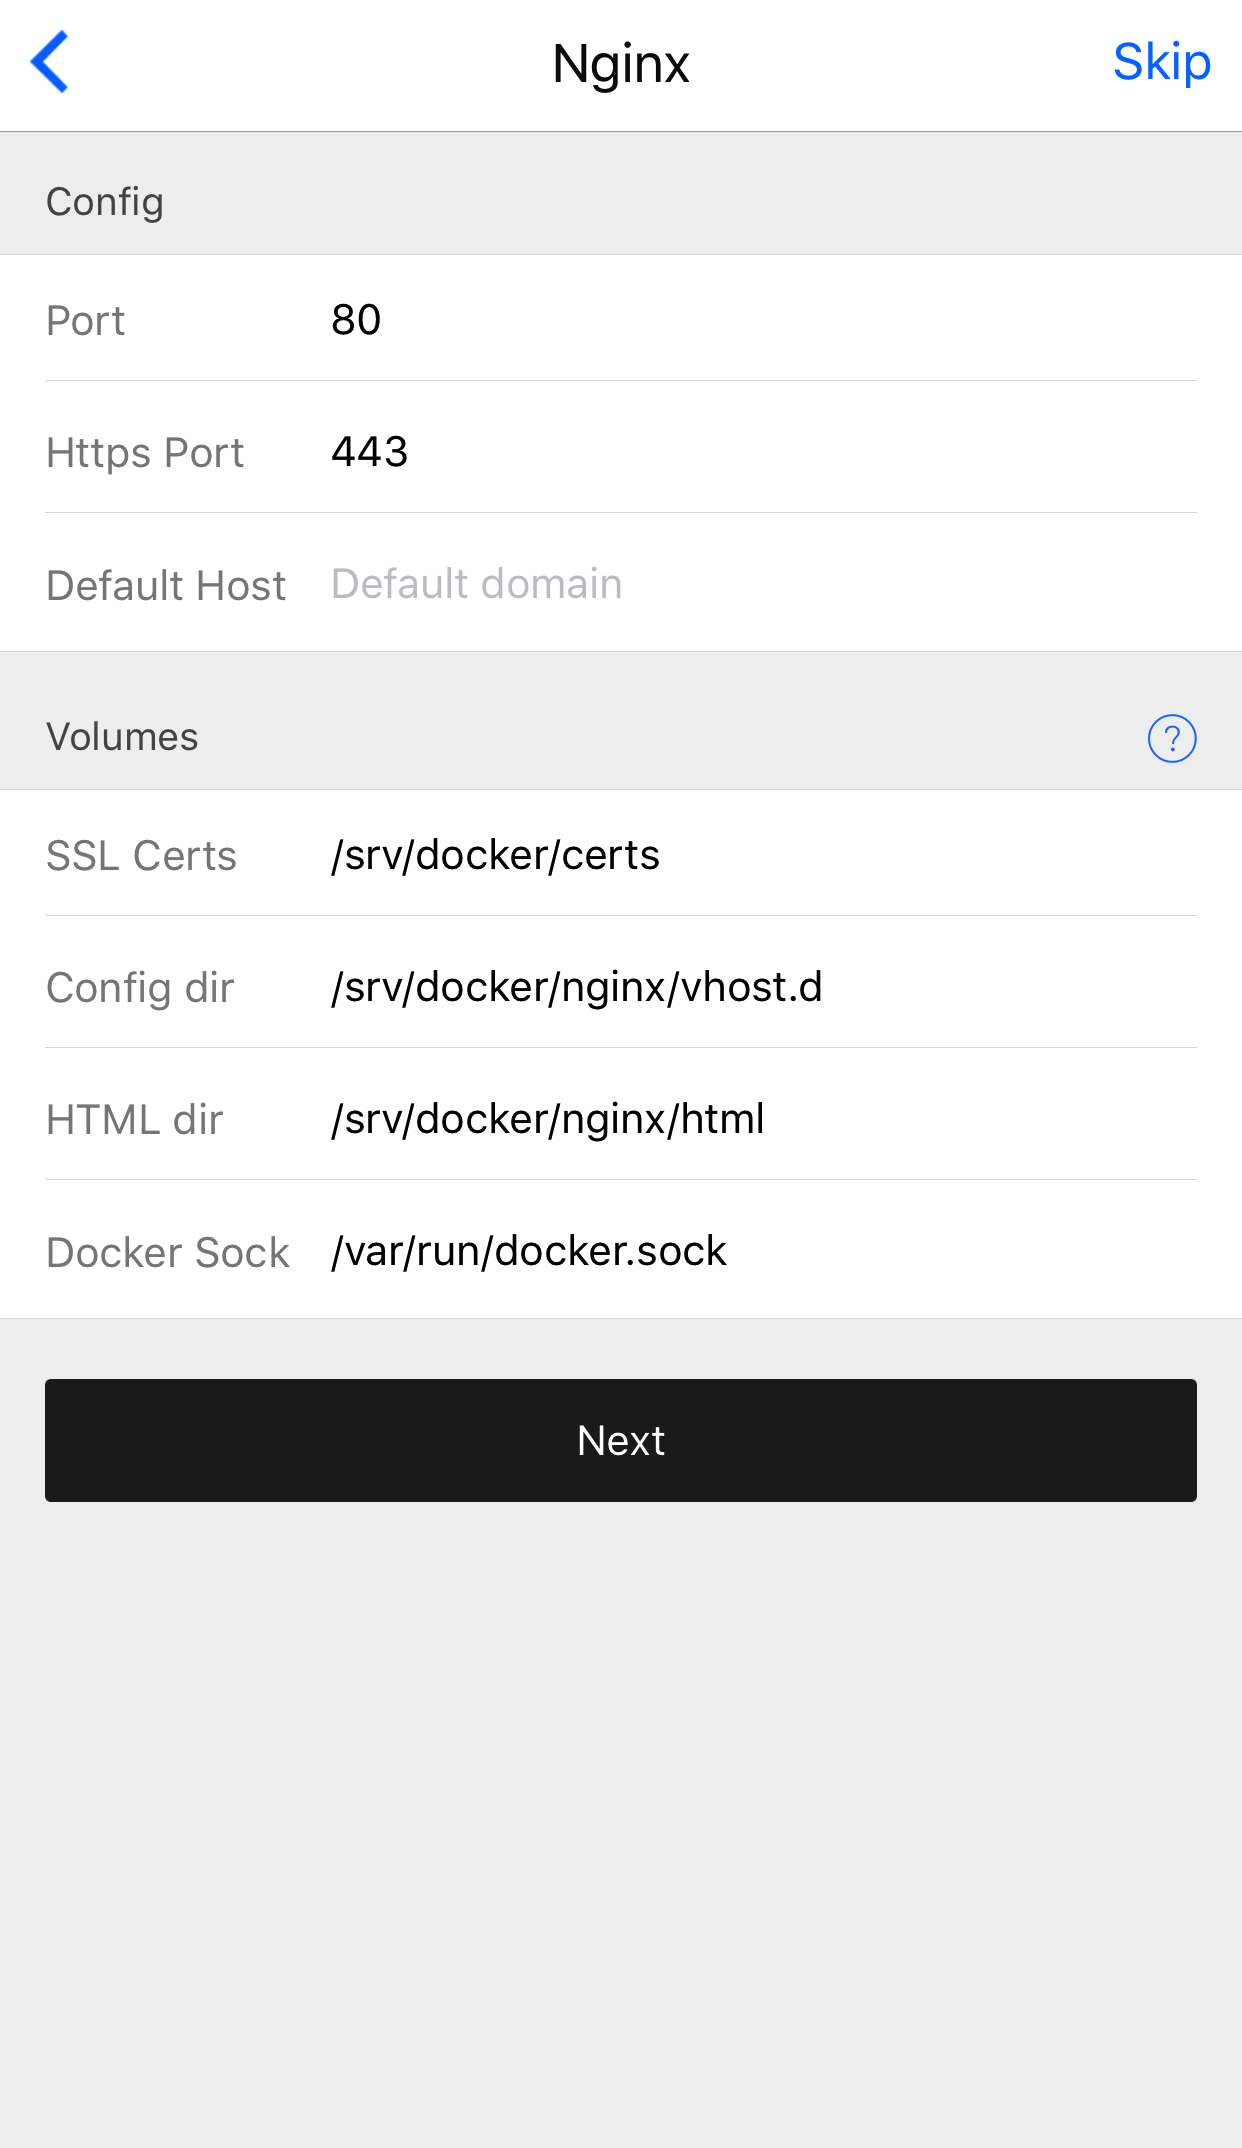 Nginx
Skip
Config
Port 80
Https Port 443
Default Host Default domain
Volumes ?
SSL Certs /srv/docker/certs
Config dir /srv/docker/nginx/vhost.d
HTML dir /srv/docker/nginx/html
Docker Sock /var/run/docker.sock
Next